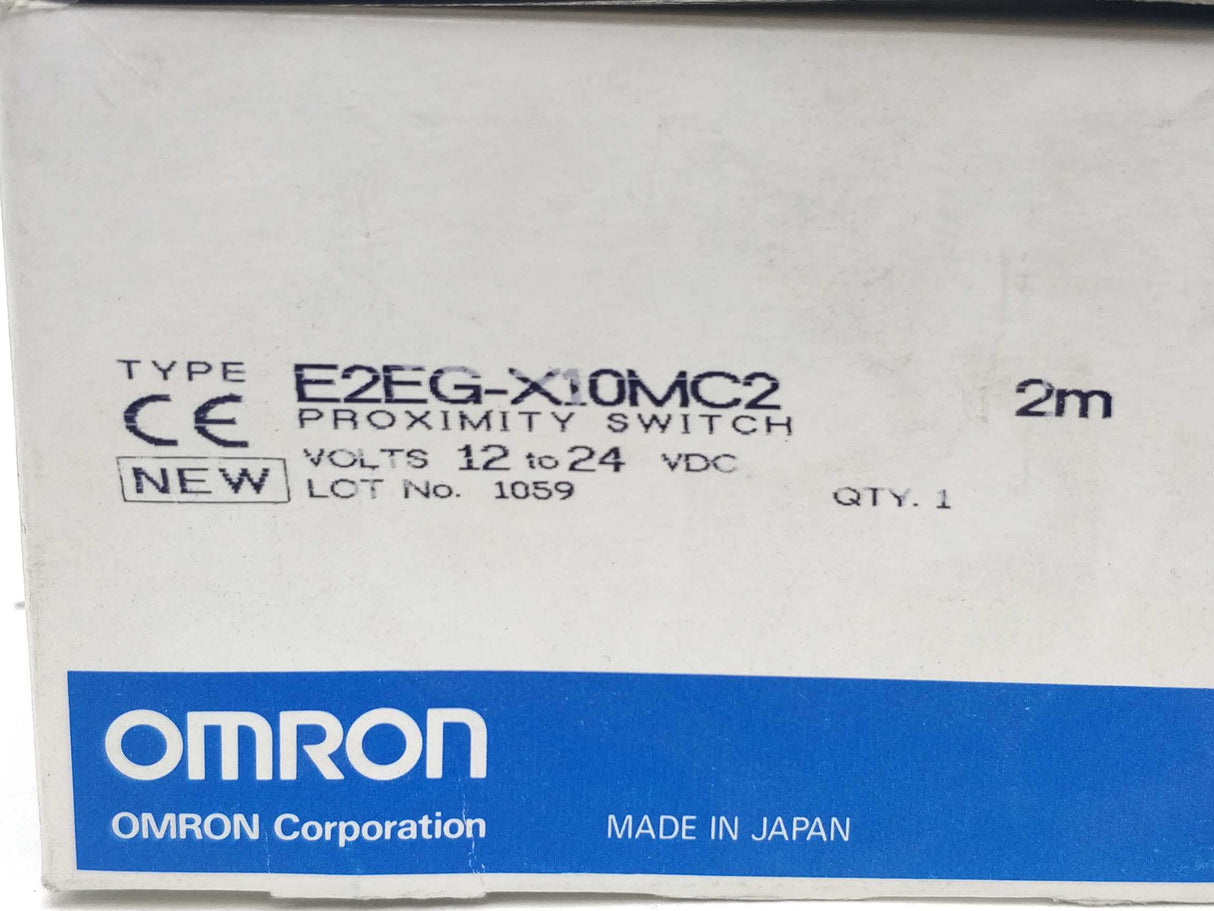 TYPE E2EG-X10MC2 2m
CE PROXIMITY SWITCH
VOLTS 12 to 24 VDC
NEW LOT No. 1059 QTY. 1
OMRON
OMRON Corporation MADE IN JAPAN